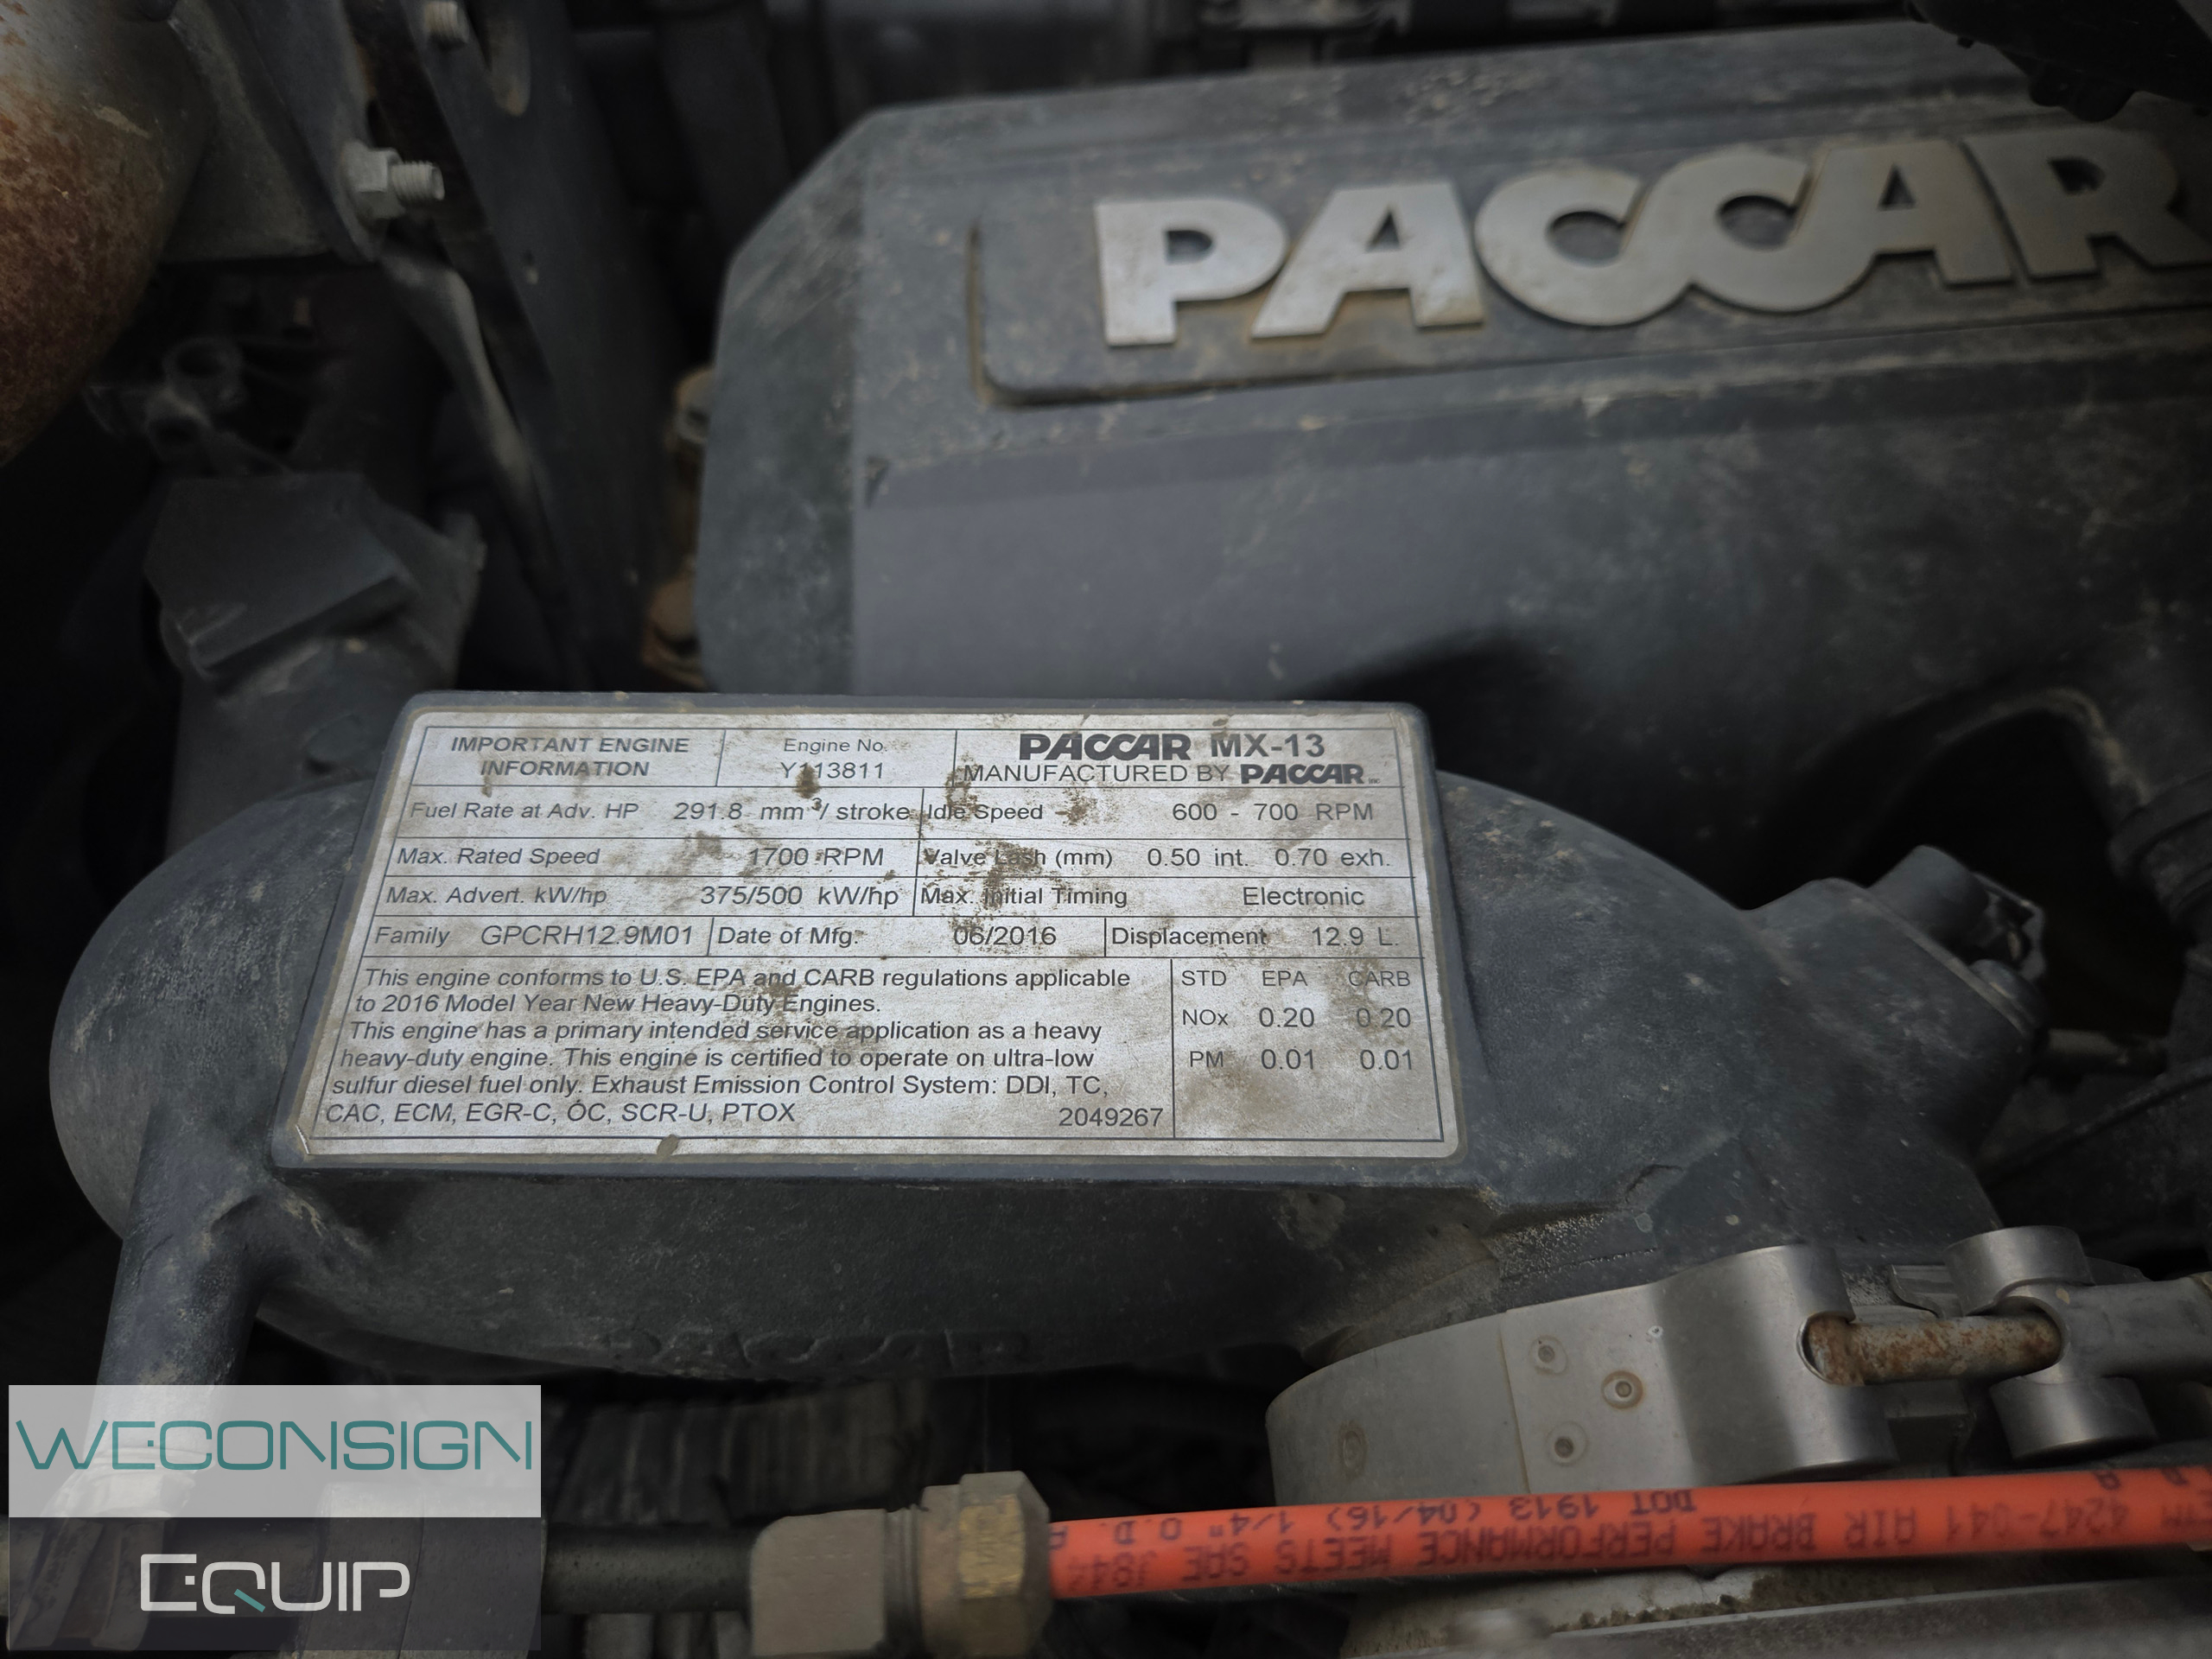 PACCAR
IMPORTANT ENGINE
INFORMATION
Engine No.
Y113811
PACCAR MX-13
MANUFACTURED BY PACCAR
Fuel Rate at Adv. HP 291.8 mm³/ stroke
Idle Speed 600 - 700 RPM
Max. Rated Speed 1700 RPM
Valve Lash (mm) 0.50 int. 0.70 exh.
Max. Advert. kW/hp 375/500 kW/hp
Max. Initial Timing Electronic
Family GPCRH12.9M01
Date of Mfg. 06/2016
Displacement 12.9 L.
This engine conforms to U.S. EPA and CARB regulations applicable
to 2016 Model Year New Heavy-Duty Engines.
This engine has a primary intended service application as a heavy
heavy-duty engine. This engine is certified to operate on ultra-low
sulfur diesel fuel only. Exhaust Emission Control System: DDI, TC,
CAC, ECM, EGR-C, OC, SCR-U, PTOX
2049267
STD EPA CARB
NOx 0.20 0.20
PM 0.01 0.01
PACCAR
4247-041 AIR BRAKE PERFORMANCE MEETS SAE J844
DOT 1913 (04/16) 1/4" O.D.
WECONSIGN
EQUIP